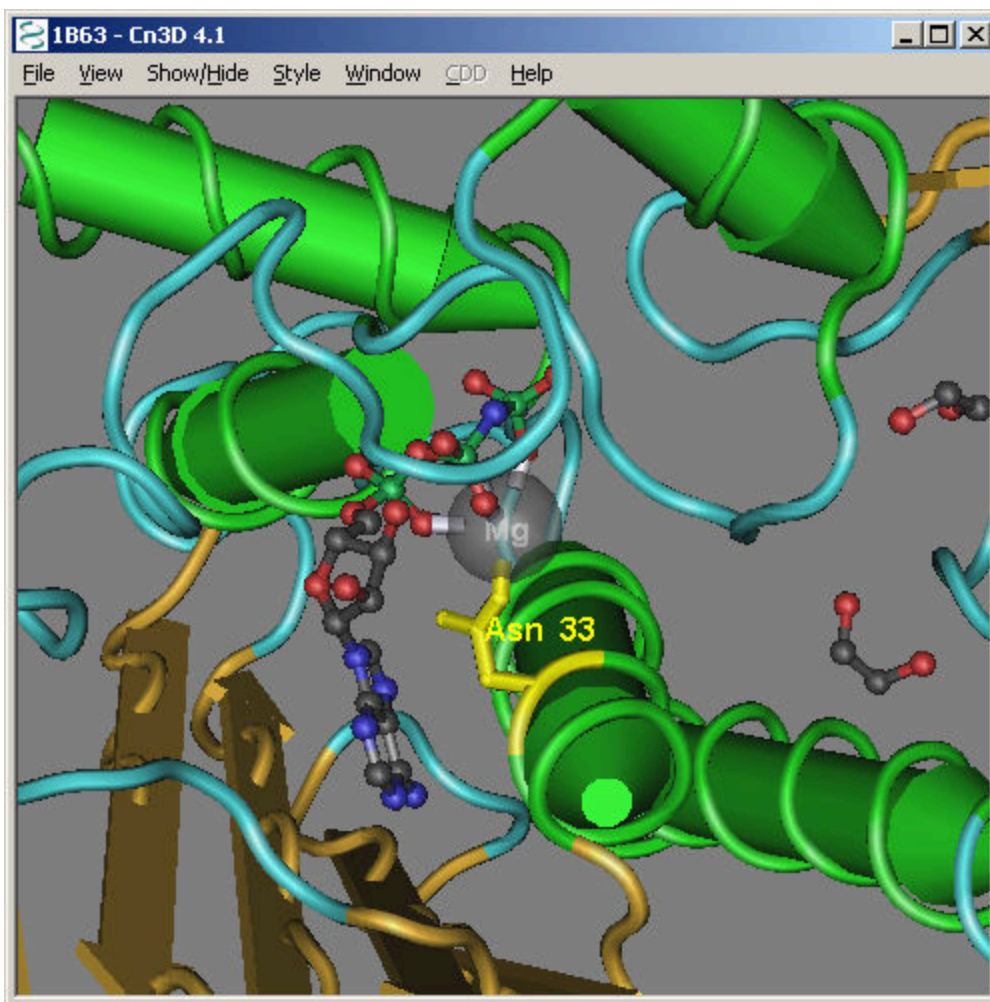 1B63 - Cn3D 4.1
File View Show/Hide Style Window CDD Help
Mg
Asn 33